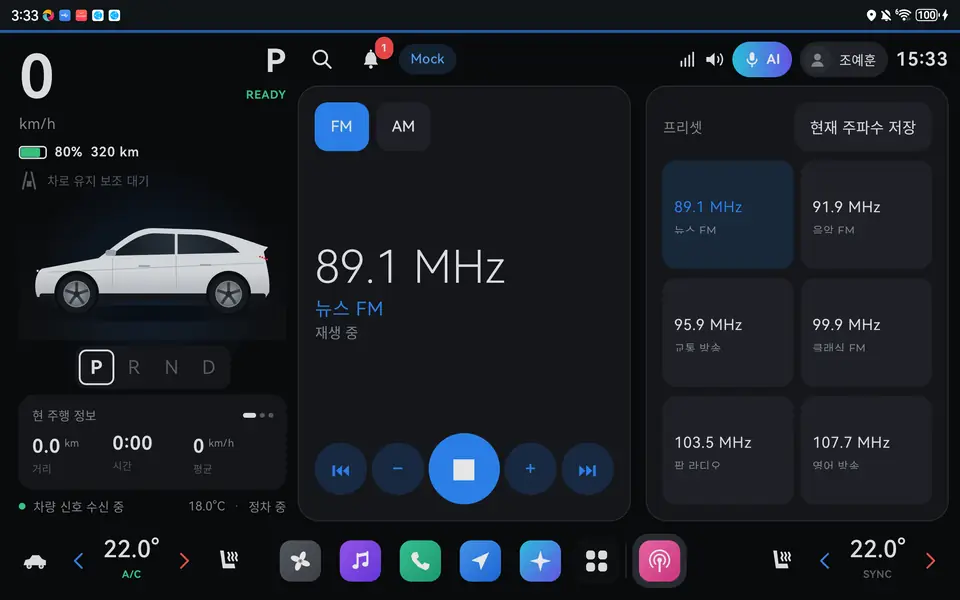 3:33
100
0
km/h
P
READY
80% 320 km
차로 유지 보조 대기
P R N D
현 주행 정보
0.0 km
거리
0:00
시간
0 km/h
평균
차량 신호 수신 중
18.0°C · 정차 중
1
Mock
AI
조예훈
15:33
FM
AM
89.1 MHz
뉴스 FM
재생 중
프리셋
현재 주파수 저장
89.1 MHz
뉴스 FM
91.9 MHz
음악 FM
95.9 MHz
교통 방송
99.9 MHz
클래식 FM
103.5 MHz
팝 라디오
107.7 MHz
영어 방송
22.0°
A/C
22.0°
SYNC